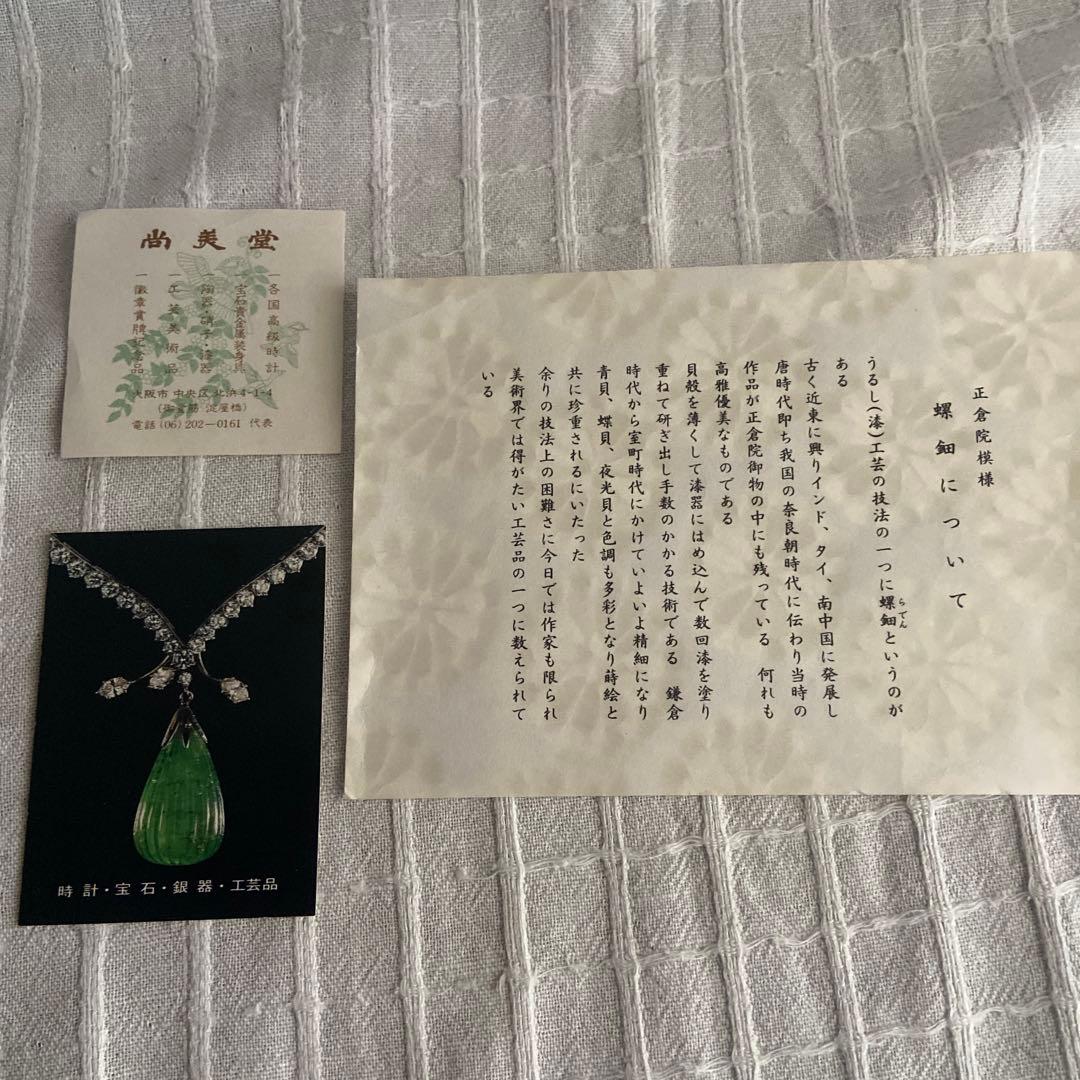 尚美堂
一各国高級時計
一宝石貴金属装身具
一陶器・硝子・漆器
一工芸美術品
一徽章賞牌記念品
大阪市中央区北浜4-1-4
(御堂筋 淀屋橋)
電話(06)202-0161 代表
時計・宝石・銀器・工芸品
正倉院模様
螺鈿について
うるし(漆)工芸の技法の一つに螺鈿というのが
らでん
ある
古く近東に興りインド、タイ、南中国に発展し
唐時代即ち我国の奈良朝時代に伝わり当時の
作品が正倉院御物の中にも残っている 何れも
高雅優美なものである
貝殻を薄くして漆器にはめ込んで数回漆を塗り
重ねて研ぎ出し手数のかかる技術である 鎌倉
時代から室町時代にかけていよいよ精細になり
青貝、蝶貝、夜光貝と色調も多彩となり蒔絵と
共に珍重されるにいたった
余りの技法上の困難さに今日では作家も限られ
美術界では得がたい工芸品の一つに数えられて
いる